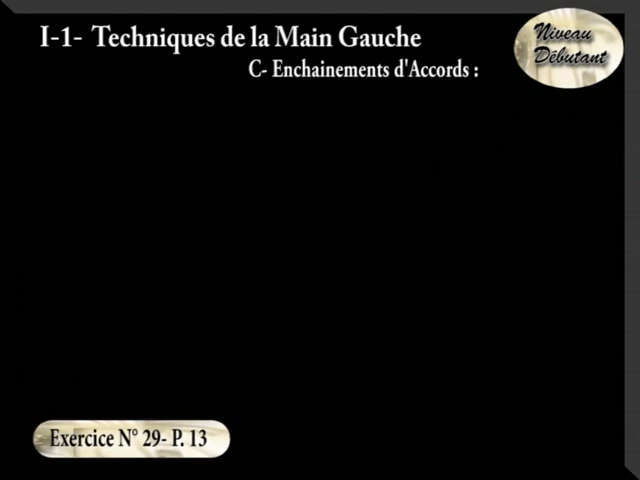 I-1- Techniques de la Main Gauche
C- Enchainements d'Accords :
Niveau
Débutant
Exercice N° 29- P. 13